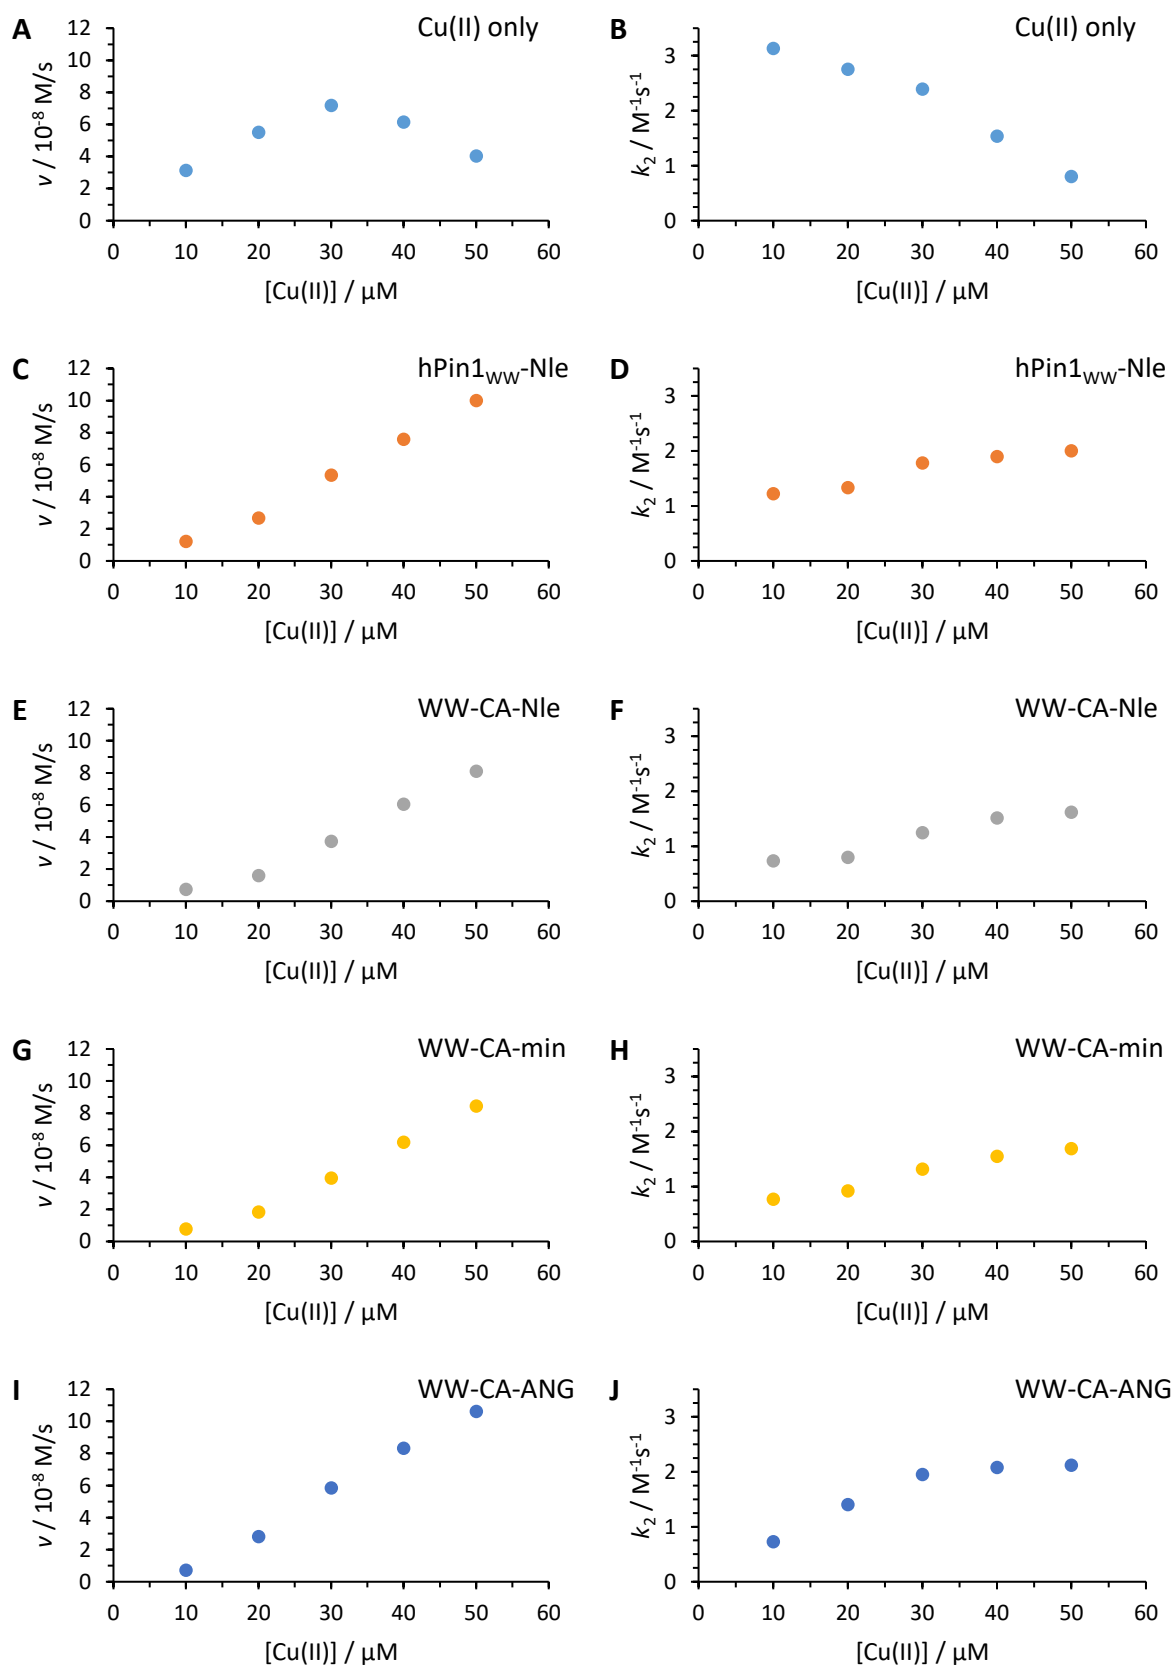 A
Cu(II) only
12
10
8
6
4
2
0
v / 10⁻⁸ M/s
0 10 20 30 40 50 60
[Cu(II)] / µM
B
Cu(II) only
3
2
1
0
k₂ / M⁻¹s⁻¹
0 10 20 30 40 50 60
[Cu(II)] / µM
C
hPin1WW-Nle
12
10
8
6
4
2
0
v / 10⁻⁸ M/s
0 10 20 30 40 50 60
[Cu(II)] / µM
D
hPin1WW-Nle
3
2
1
0
k₂ / M⁻¹s⁻¹
0 10 20 30 40 50 60
[Cu(II)] / µM
E
WW-CA-Nle
12
10
8
6
4
2
0
v / 10⁻⁸ M/s
0 10 20 30 40 50 60
[Cu(II)] / µM
F
WW-CA-Nle
3
2
1
0
k₂ / M⁻¹s⁻¹
0 10 20 30 40 50 60
[Cu(II)] / µM
G
WW-CA-min
12
10
8
6
4
2
0
v / 10⁻⁸ M/s
0 10 20 30 40 50 60
[Cu(II)] / µM
H
WW-CA-min
3
2
1
0
k₂ / M⁻¹s⁻¹
0 10 20 30 40 50 60
[Cu(II)] / µM
I
WW-CA-ANG
12
10
8
6
4
2
0
v / 10⁻⁸ M/s
0 10 20 30 40 50 60
[Cu(II)] / µM
J
WW-CA-ANG
3
2
1
0
k₂ / M⁻¹s⁻¹
0 10 20 30 40 50 60
[Cu(II)] / µM